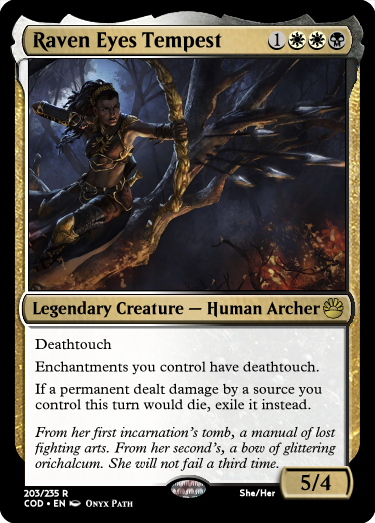 Raven Eyes Tempest 1
Legendary Creature — Human Archer
Deathtouch
Enchantments you control have deathtouch.
If a permanent dealt damage by a source you
control this turn would die, exile it instead.
From her first incarnation's tomb, a manual of lost
fighting arts. From her second's, a bow of glittering
orichalcum. She will not fail a third time.
5/4
203/235 R She/Her
COD • EN Onyx Path